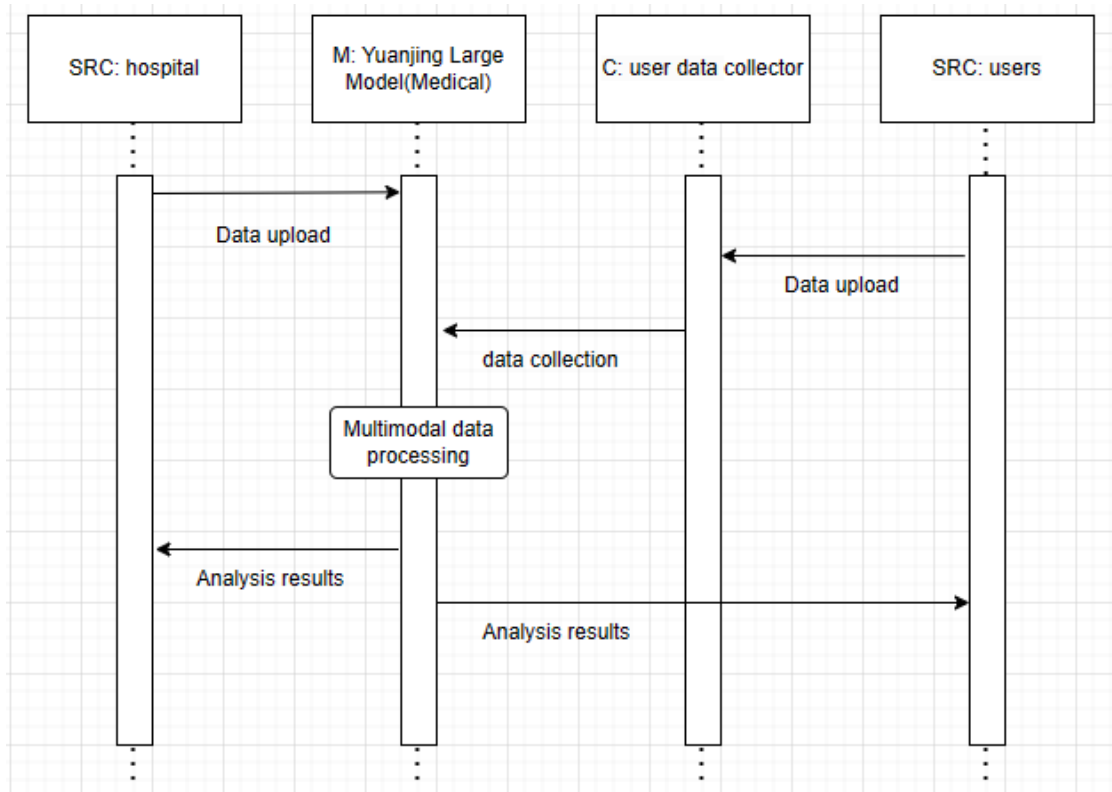 SRC: hospital
M: Yuanjing Large
Model(Medical)
C: user data collector
SRC: users
Data upload
Data upload
data collection
Multimodal data
processing
Analysis results
Analysis results